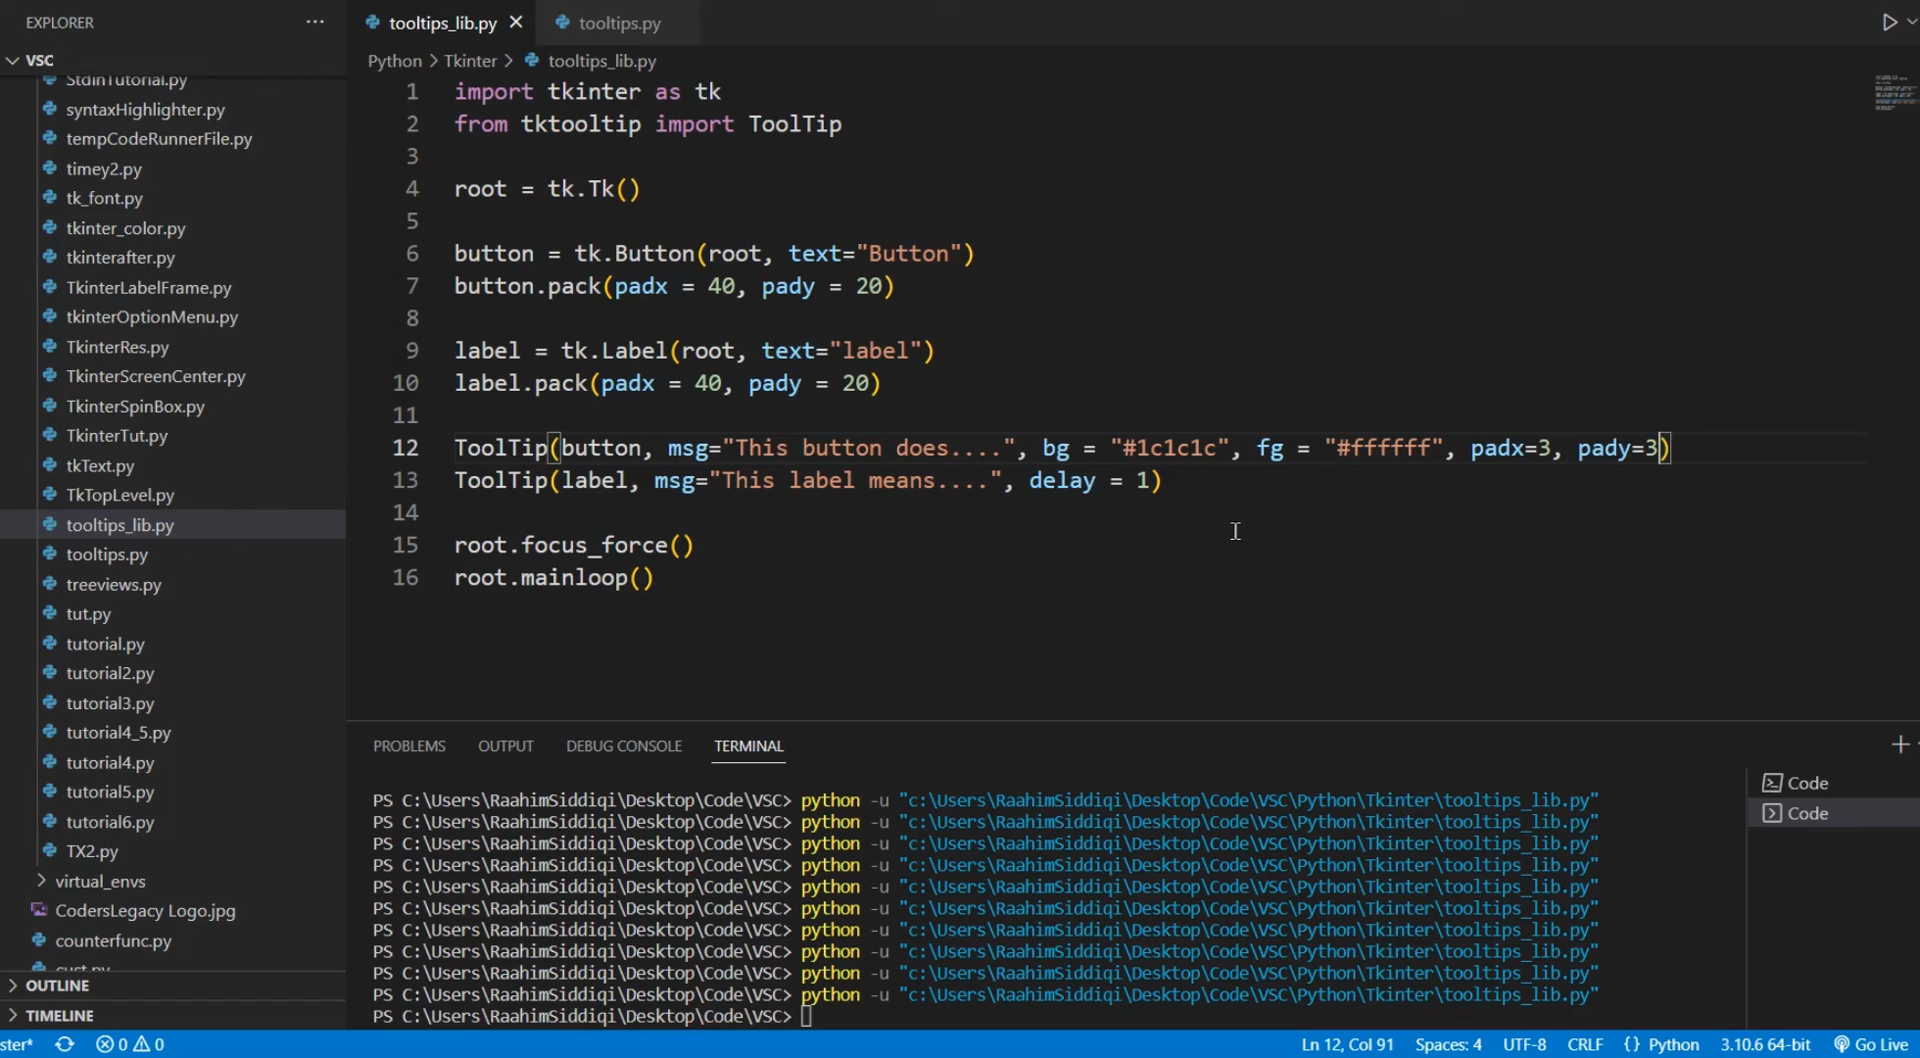 EXPLORER
...
VSC
StdinTutorial.py
syntaxHighlighter.py
tempCodeRunnerFile.py
timey2.py
tk_font.py
tkinter_color.py
tkinterafter.py
TkinterLabelFrame.py
tkinterOptionMenu.py
TkinterRes.py
TkinterScreenCenter.py
TkinterSpinBox.py
TkinterTut.py
tkText.py
TkTopLevel.py
tooltips_lib.py
tooltips.py
treeviews.py
tut.py
tutorial.py
tutorial2.py
tutorial3.py
tutorial4_5.py
tutorial4.py
tutorial5.py
tutorial6.py
TX2.py
virtual_envs
CodersLegacy Logo.jpg
counterfunc.py
cust.py
OUTLINE
TIMELINE
tooltips_lib.py
tooltips.py
Python > Tkinter > tooltips_lib.py
1 import tkinter as tk
2 from tktooltip import ToolTip
3
4 root = tk.Tk()
5
6 button = tk.Button(root, text="Button")
7 button.pack(padx = 40, pady = 20)
8
9 label = tk.Label(root, text="label")
10 label.pack(padx = 40, pady = 20)
11
12 ToolTip(button, msg="This button does....", bg = "#1c1c1c", fg = "#ffffff", padx=3, pady=3)
13 ToolTip(label, msg="This label means....", delay = 1)
14
15 root.focus_force()
16 root.mainloop()
PROBLEMS OUTPUT DEBUG CONSOLE TERMINAL
PS C:\Users\RaahimSiddiqi\Desktop\Code\VSC> python -u "c:\Users\RaahimSiddiqi\Desktop\Code\VSC\Python\Tkinter\tooltips_lib.py"
PS C:\Users\RaahimSiddiqi\Desktop\Code\VSC> python -u "c:\Users\RaahimSiddiqi\Desktop\Code\VSC\Python\Tkinter\tooltips_lib.py"
PS C:\Users\RaahimSiddiqi\Desktop\Code\VSC> python -u "c:\Users\RaahimSiddiqi\Desktop\Code\VSC\Python\Tkinter\tooltips_lib.py"
PS C:\Users\RaahimSiddiqi\Desktop\Code\VSC> python -u "c:\Users\RaahimSiddiqi\Desktop\Code\VSC\Python\Tkinter\tooltips_lib.py"
PS C:\Users\RaahimSiddiqi\Desktop\Code\VSC> python -u "c:\Users\RaahimSiddiqi\Desktop\Code\VSC\Python\Tkinter\tooltips_lib.py"
PS C:\Users\RaahimSiddiqi\Desktop\Code\VSC> python -u "c:\Users\RaahimSiddiqi\Desktop\Code\VSC\Python\Tkinter\tooltips_lib.py"
PS C:\Users\RaahimSiddiqi\Desktop\Code\VSC> python -u "c:\Users\RaahimSiddiqi\Desktop\Code\VSC\Python\Tkinter\tooltips_lib.py"
PS C:\Users\RaahimSiddiqi\Desktop\Code\VSC> python -u "c:\Users\RaahimSiddiqi\Desktop\Code\VSC\Python\Tkinter\tooltips_lib.py"
PS C:\Users\RaahimSiddiqi\Desktop\Code\VSC> python -u "c:\Users\RaahimSiddiqi\Desktop\Code\VSC\Python\Tkinter\tooltips_lib.py"
PS C:\Users\RaahimSiddiqi\Desktop\Code\VSC> python -u "c:\Users\RaahimSiddiqi\Desktop\Code\VSC\Python\Tkinter\tooltips_lib.py"
PS C:\Users\RaahimSiddiqi\Desktop\Code\VSC>
Code
Code
ster* 0 0 Ln 12, Col 91 Spaces: 4 UTF-8 CRLF {} Python 3.10.6 64-bit Go Live